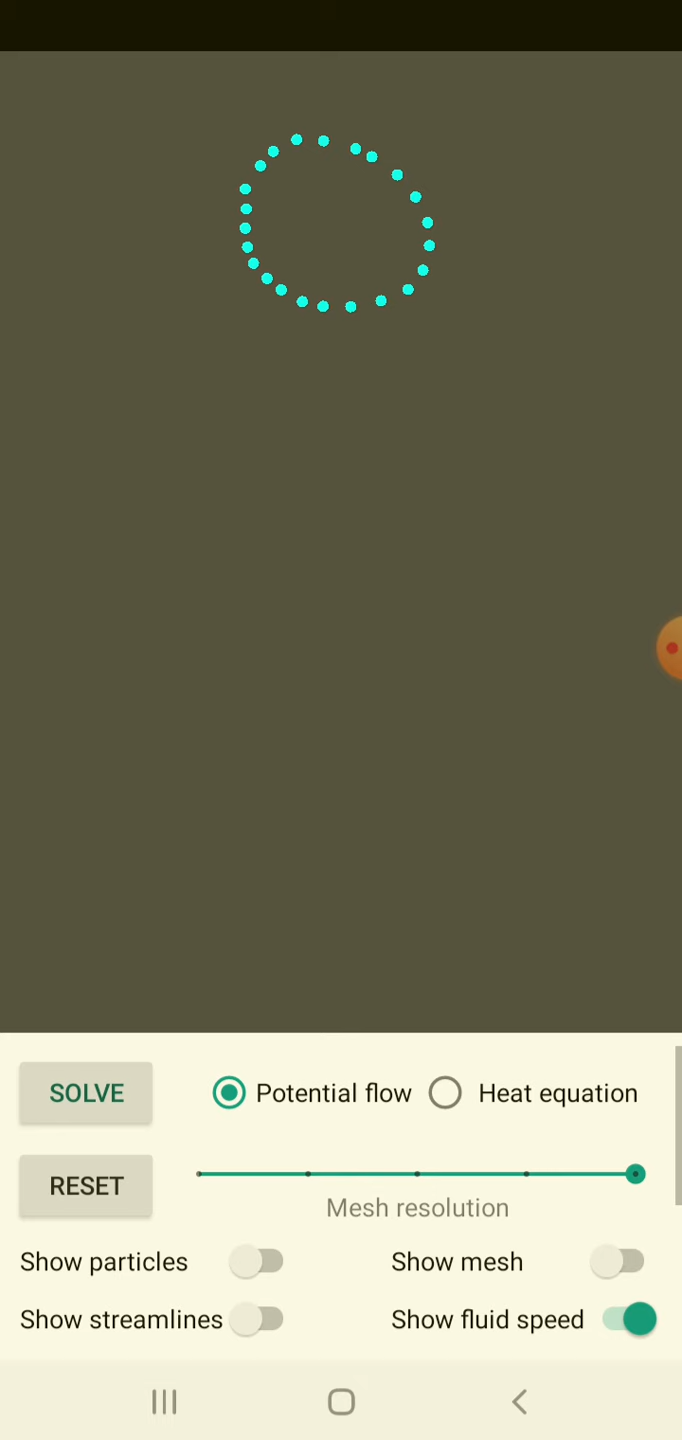 SOLVE
Potential flow
Heat equation
RESET
Mesh resolution
Show particles
Show mesh
Show streamlines
Show fluid speed